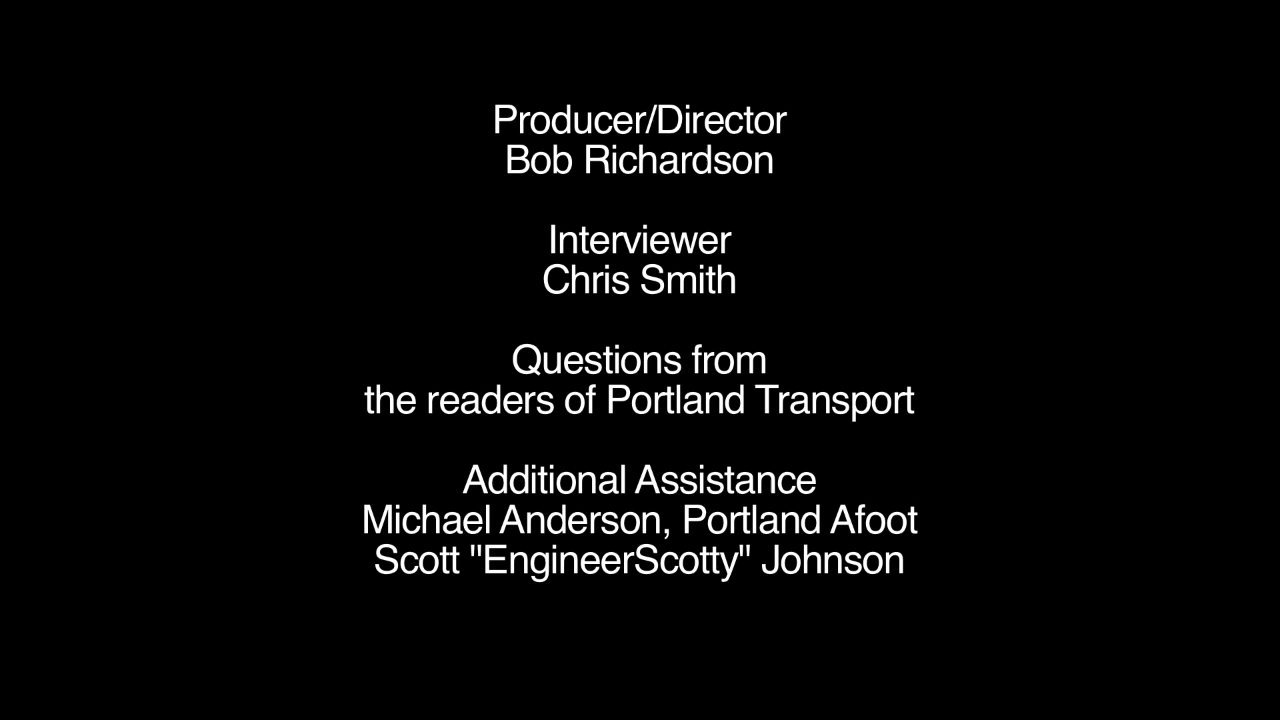 Producer/Director
Bob Richardson
Interviewer
Chris Smith
Questions from
the readers of Portland Transport
Additional Assistance
Michael Anderson, Portland Afoot
Scott "EngineerScotty" Johnson